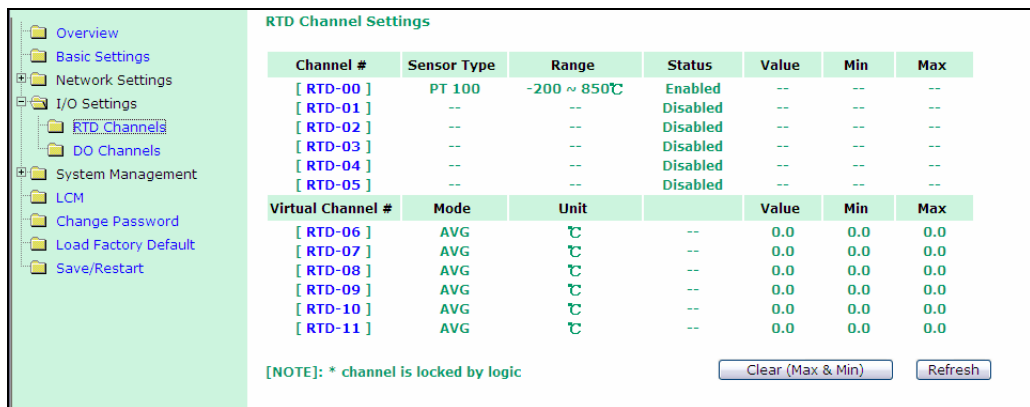 Overview
Basic Settings
Network Settings
I/O Settings
RTD Channels
DO Channels
System Management
LCM
Change Password
Load Factory Default
Save/Restart
RTD Channel Settings
Channel # Sensor Type Range Status Value Min Max
[ RTD-00 ] PT 100 -200 ~ 850℃ Enabled -- -- --
[ RTD-01 ] -- -- Disabled -- -- --
[ RTD-02 ] -- -- Disabled -- -- --
[ RTD-03 ] -- -- Disabled -- -- --
[ RTD-04 ] -- -- Disabled -- -- --
[ RTD-05 ] -- -- Disabled -- -- --
Virtual Channel # Mode Unit Value Min Max
[ RTD-06 ] AVG ℃ -- 0.0 0.0 0.0
[ RTD-07 ] AVG ℃ -- 0.0 0.0 0.0
[ RTD-08 ] AVG ℃ -- 0.0 0.0 0.0
[ RTD-09 ] AVG ℃ -- 0.0 0.0 0.0
[ RTD-10 ] AVG ℃ -- 0.0 0.0 0.0
[ RTD-11 ] AVG ℃ -- 0.0 0.0 0.0
[NOTE]: * channel is locked by logic Clear (Max & Min) Refresh